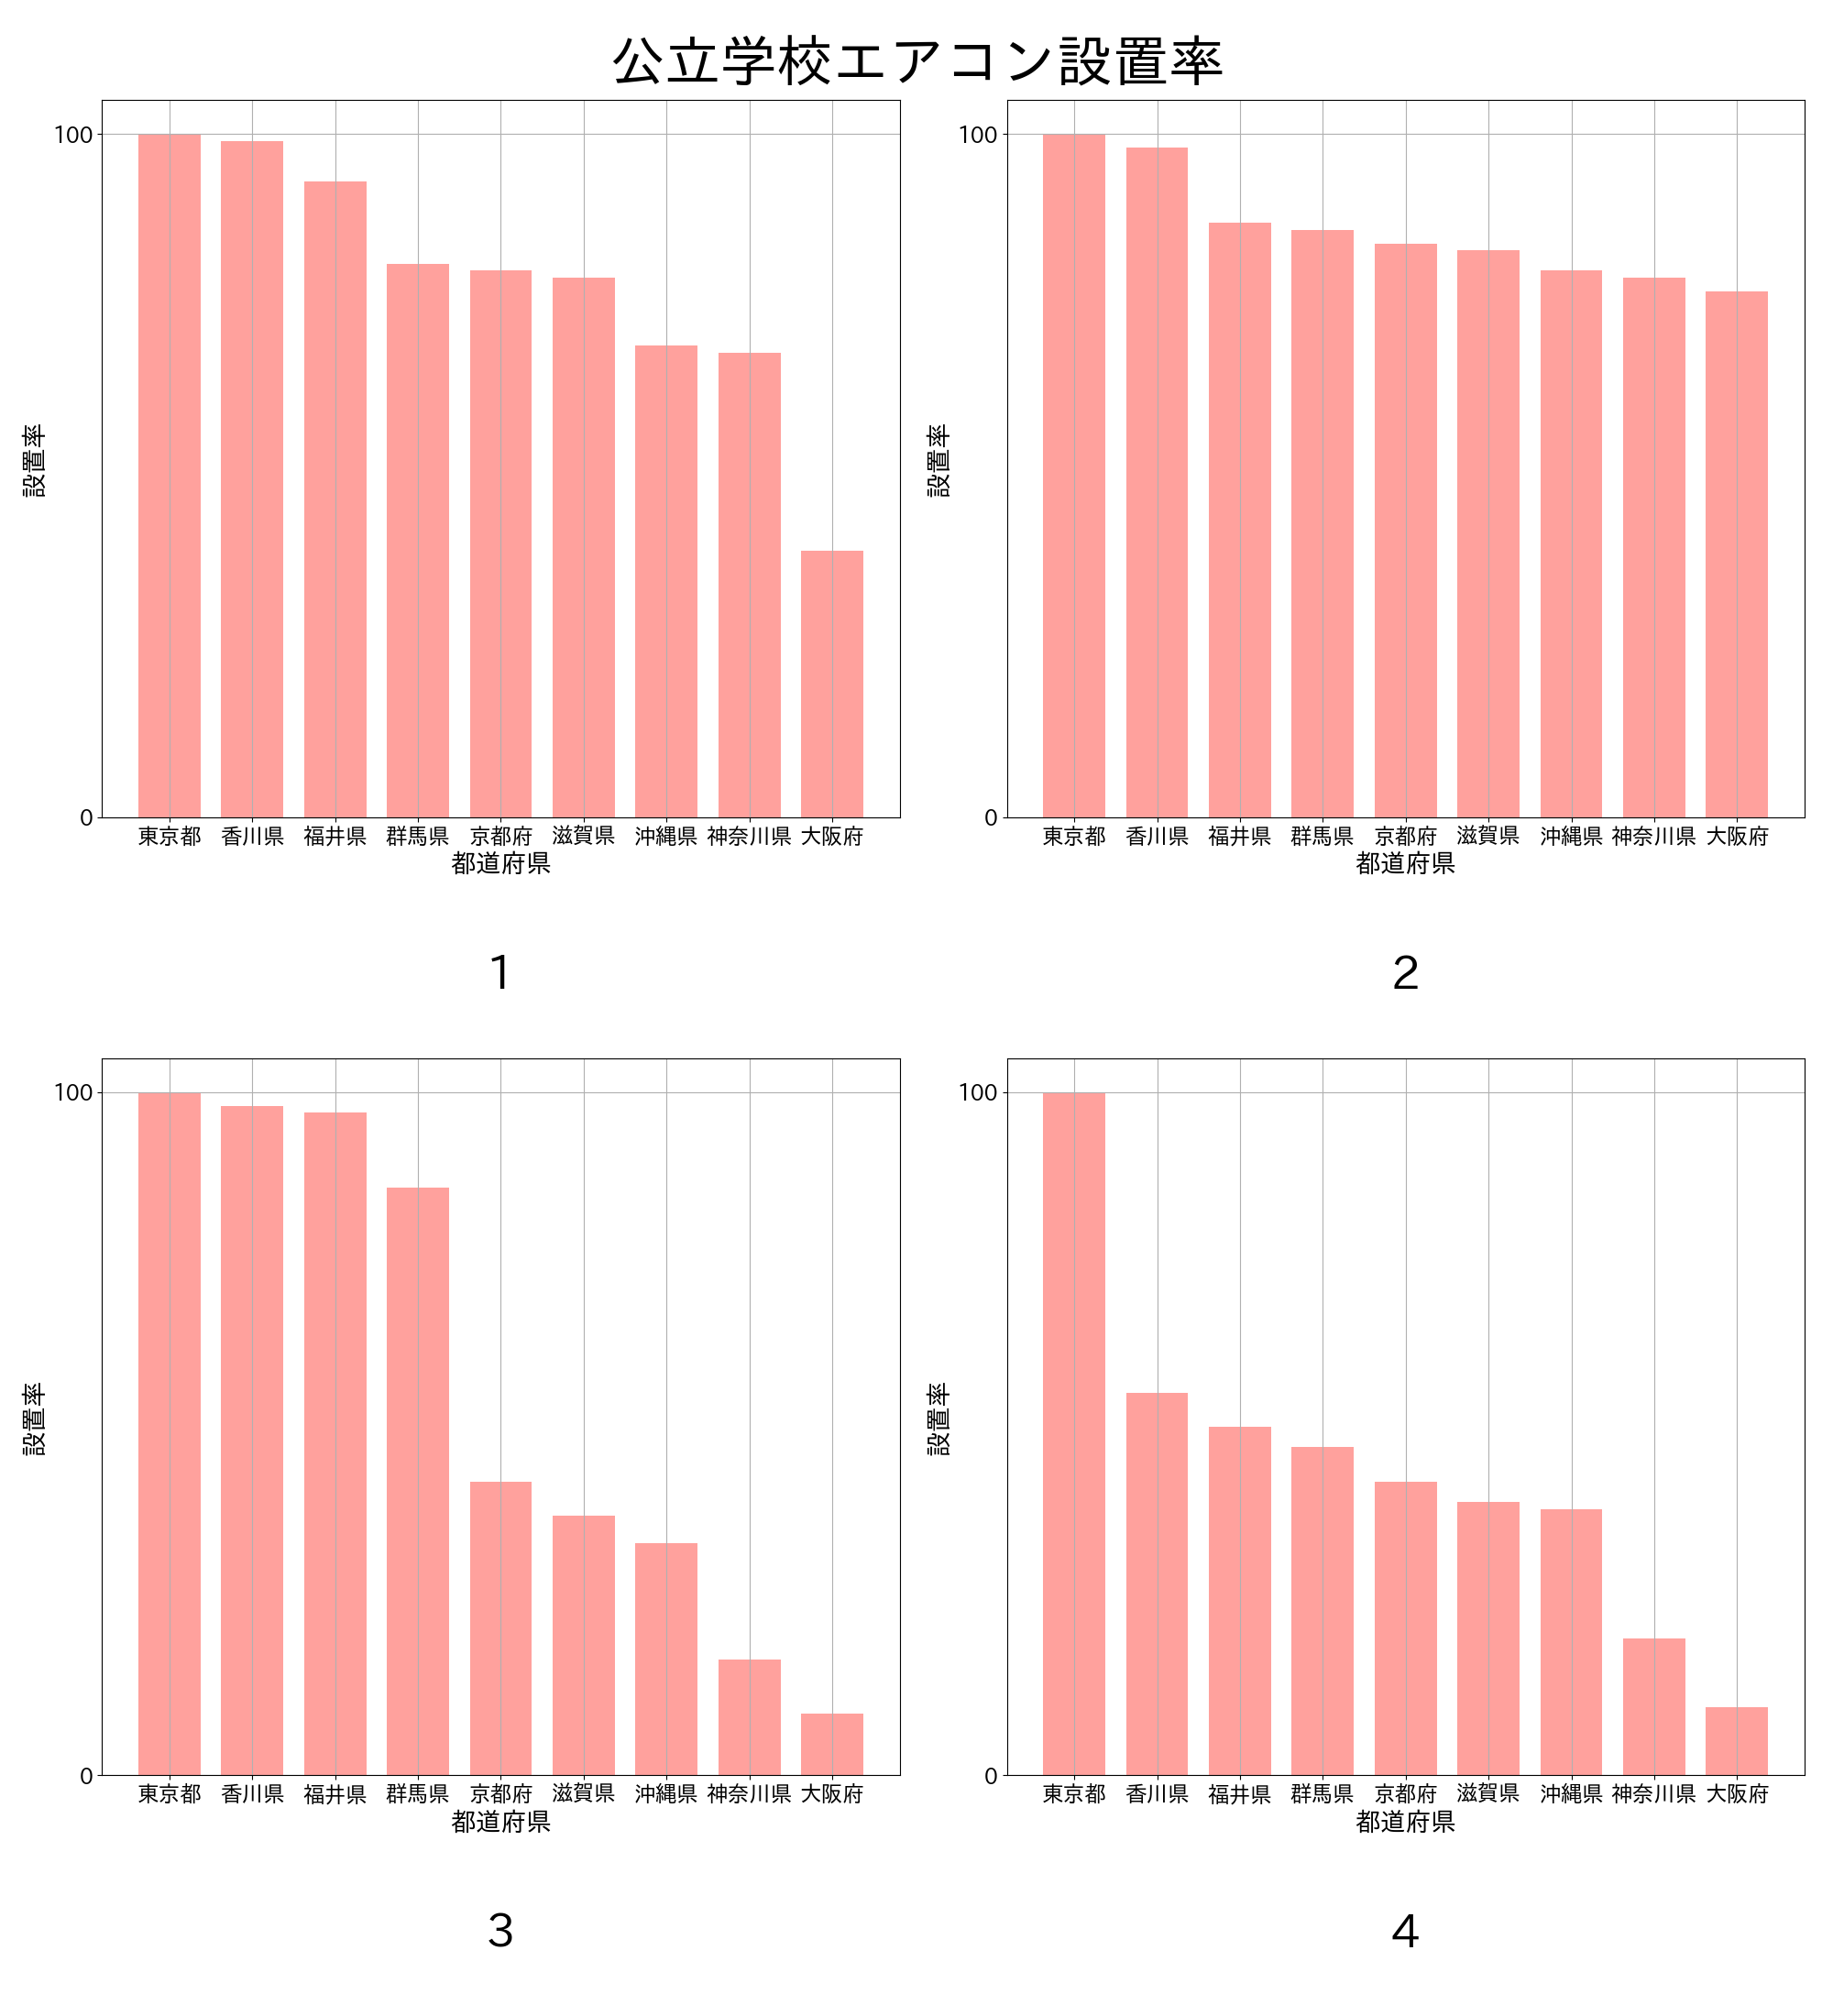 公立学校エアコン設置率
100
0
設置率
東京都 香川県 福井県 群馬県 京都府 滋賀県 沖縄県 神奈川県 大阪府
都道府県
1
100
0
設置率
東京都 香川県 福井県 群馬県 京都府 滋賀県 沖縄県 神奈川県 大阪府
都道府県
2
100
0
設置率
東京都 香川県 福井県 群馬県 京都府 滋賀県 沖縄県 神奈川県 大阪府
都道府県
3
100
0
設置率
東京都 香川県 福井県 群馬県 京都府 滋賀県 沖縄県 神奈川県 大阪府
都道府県
4